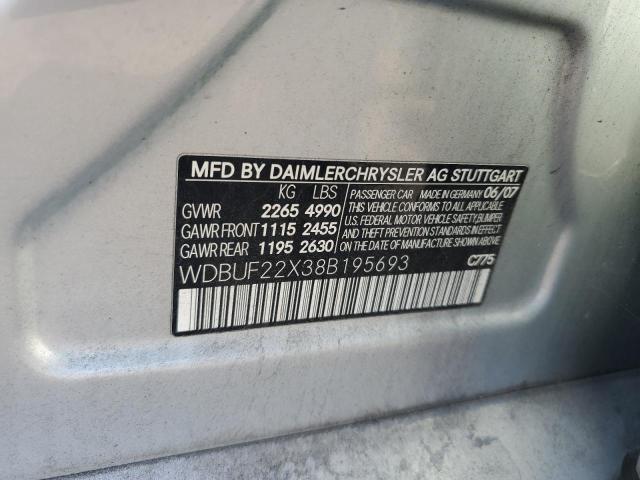 MFD BY DAIMLERCHRYSLER AG STUTTGART
KG LBS
GVWR 2265 4990
GAWR FRONT 1115 2455
GAWR REAR 1195 2630
PASSENGER CAR MADE IN GERMANY 06/07
THIS VEHICLE CONFORMS TO ALL APPLICABLE
U.S. FEDERAL MOTOR VEHICLE SAFETY, BUMPER
AND THEFT PREVENTION STANDARDS IN EFFECT
ON THE DATE OF MANUFACTURE SHOWN ABOVE.
WDBUF22X38B195693
C775